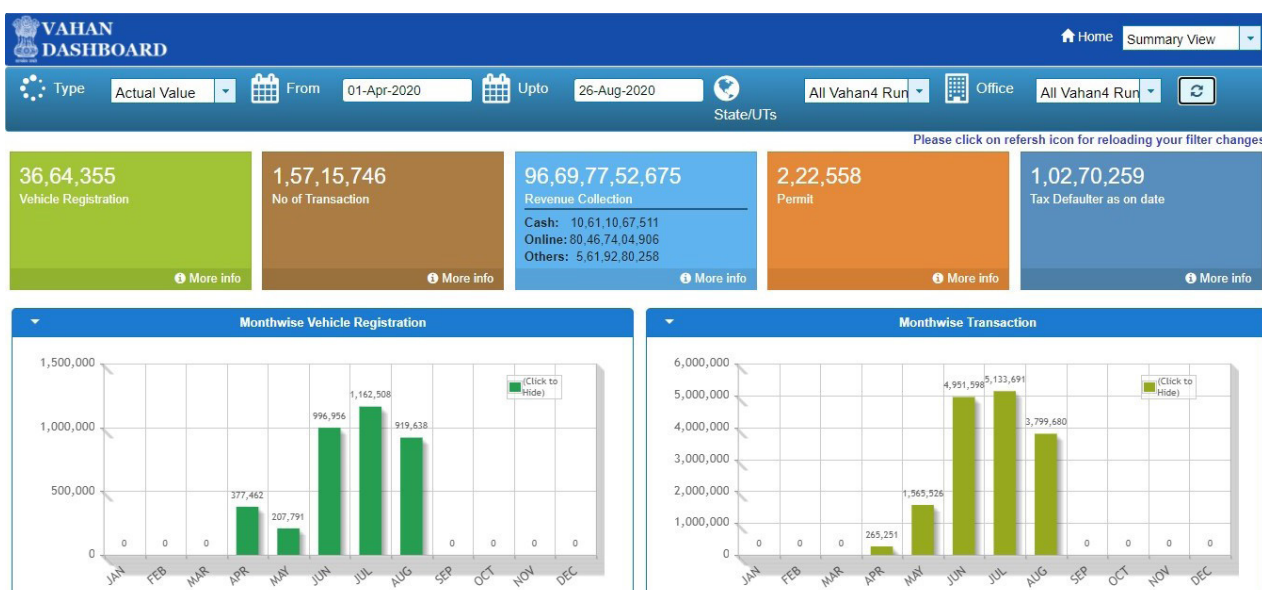 VAHAN
DASHBOARD
Home Summary View
Type Actual Value From 01-Apr-2020 Upto 26-Aug-2020 State/UTs All Vahan4 Run Office All Vahan4 Run
Please click on refersh icon for reloading your filter changes
36,64,355
Vehicle Registration
More info
1,57,15,746
No of Transaction
More info
96,69,77,52,675
Revenue Collection
Cash: 10,61,10,67,511
Online: 80,46,74,04,906
Others: 5,61,92,80,258
More info
2,22,558
Permit
More info
1,02,70,259
Tax Defaulter as on date
More info
Monthwise Vehicle Registration
1,500,000
1,000,000
500,000
0
(Click to
Hide)
0 0 0 377,462 207,791 996,956 1,162,508 919,638 0 0 0 0
JAN FEB MAR APR MAY JUN JUL AUG SEP OCT NOV DEC
Monthwise Transaction
6,000,000
5,000,000
4,000,000
3,000,000
2,000,000
1,000,000
0
(Click to
Hide)
0 0 0 265,251 1,565,526 4,951,598 5,133,691 3,799,680 0 0 0 0
JAN FEB MAR APR MAY JUN JUL AUG SEP OCT NOV DEC